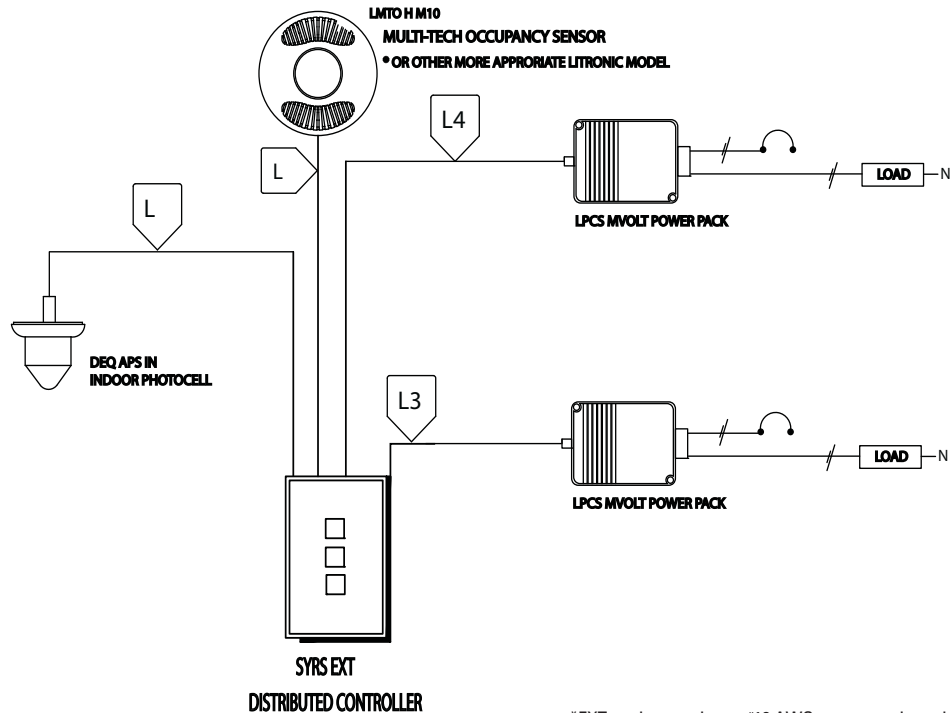 LMTO H M10
MULTI-TECH OCCUPANCY SENSOR
* OR OTHER MORE APPRORIATE LITRONIC MODEL
L
L4
LOAD
N
LPCS MVOLT POWER PACK
L
DEQ APS IN
INDOOR PHOTOCELL
L3
LOAD
N
LPCS MVOLT POWER PACK
SYRS EXT
DISTRIBUTED CONTROLLER